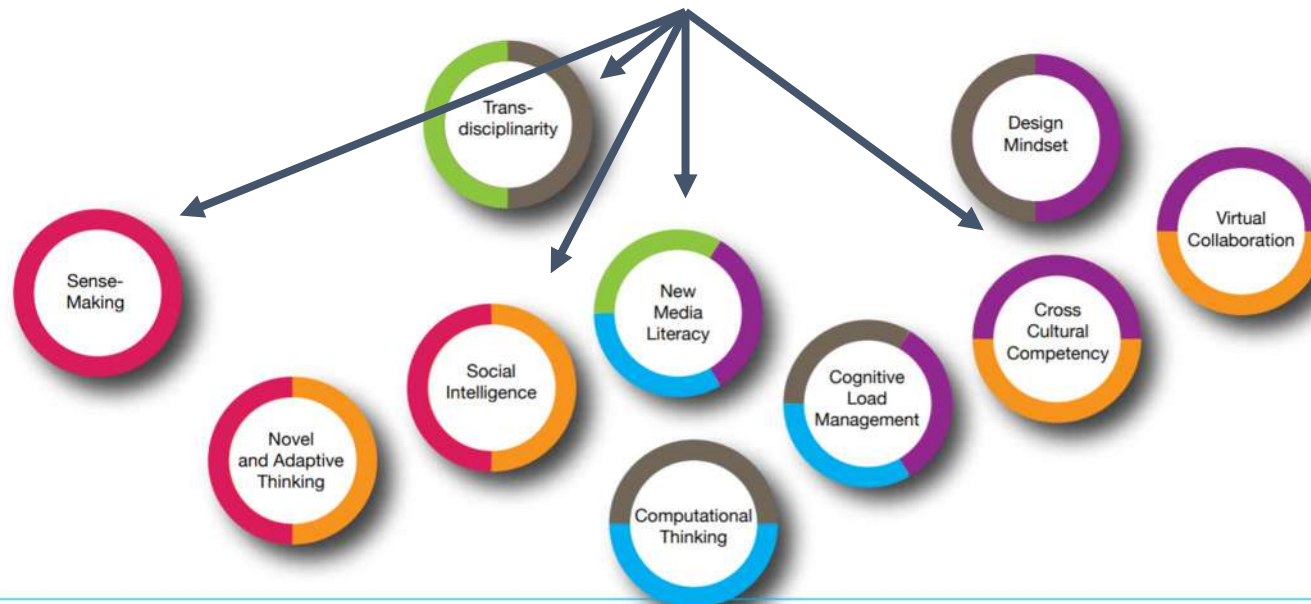 Trans-
disciplinarity
Design
Mindset
Virtual
Collaboration
Sense-
Making
New
Media
Literacy
Cross
Cultural
Competency
Social
Intelligence
Cognitive
Load
Management
Novel
and Adaptive
Thinking
Computational
Thinking